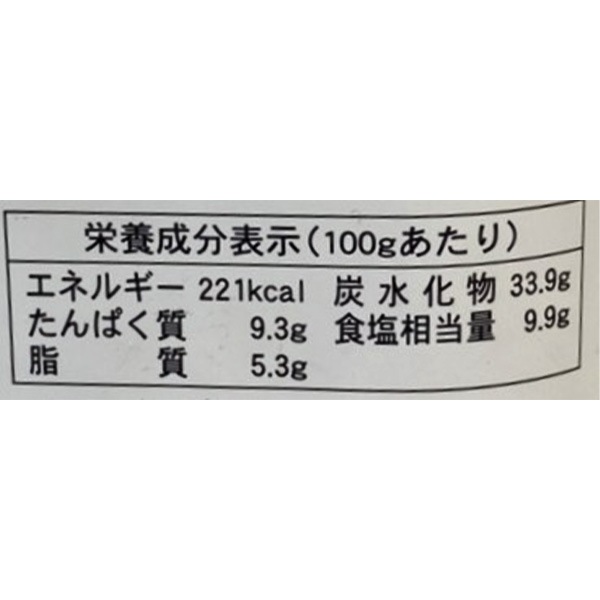 栄養成分表示(100gあたり)
エネルギー 221kcal 炭水化物 33.9g
たんぱく質 9.3g 食塩相当量 9.9g
脂質 5.3g